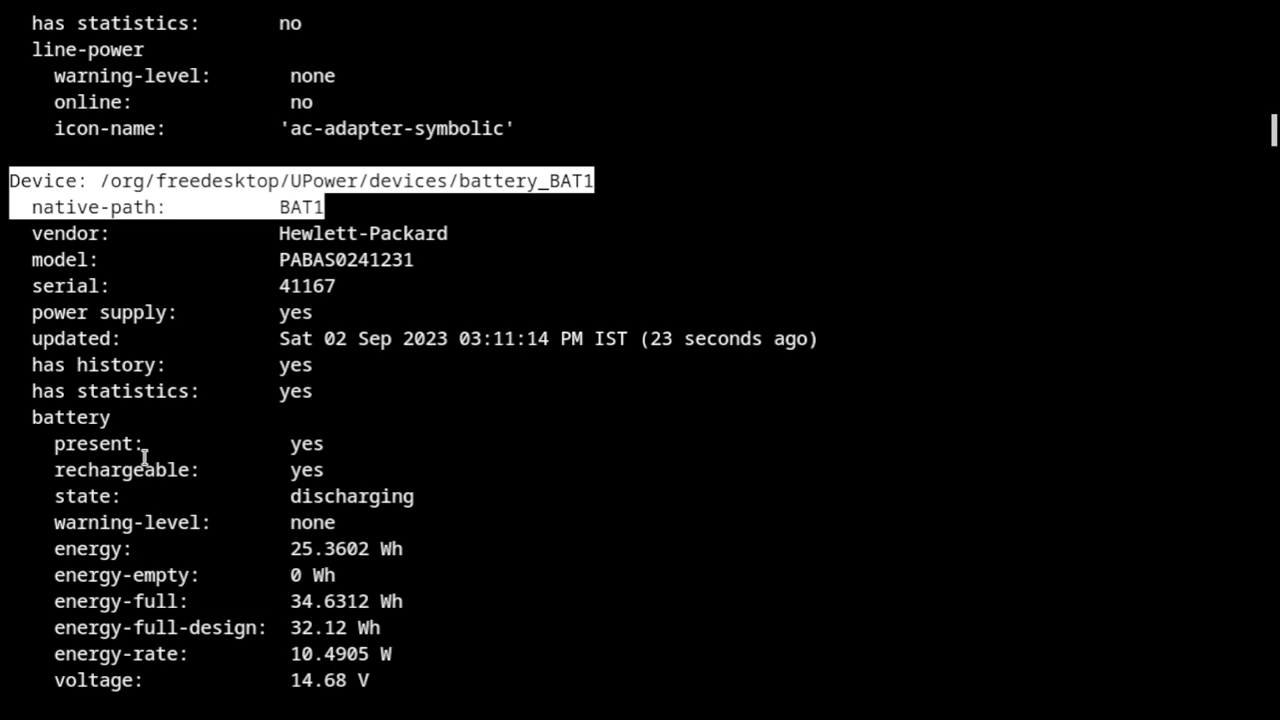 has statistics: no
line-power
warning-level: none
online: no
icon-name: 'ac-adapter-symbolic'
Device: /org/freedesktop/UPower/devices/battery_BAT1
native-path: BAT1
vendor: Hewlett-Packard
model: PABAS0241231
serial: 41167
power supply: yes
updated: Sat 02 Sep 2023 03:11:14 PM IST (23 seconds ago)
has history: yes
has statistics: yes
battery
present: yes
rechargeable: yes
state: discharging
warning-level: none
energy: 25.3602 Wh
energy-empty: 0 Wh
energy-full: 34.6312 Wh
energy-full-design: 32.12 Wh
energy-rate: 10.4905 W
voltage: 14.68 V